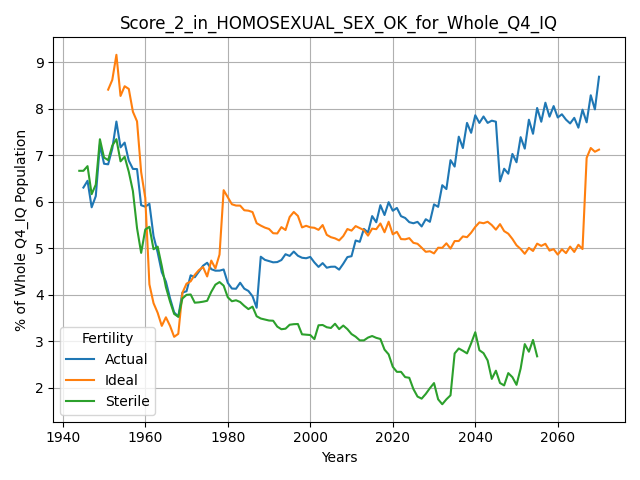 Score_2_in_HOMOSEXUAL_SEX_OK_for_Whole_Q4_IQ
% of Whole Q4_IQ Population
9
8
7
6
5
4
3
2
Fertility
Actual
Ideal
Sterile
1940 1960 1980 2000 2020 2040 2060
Years